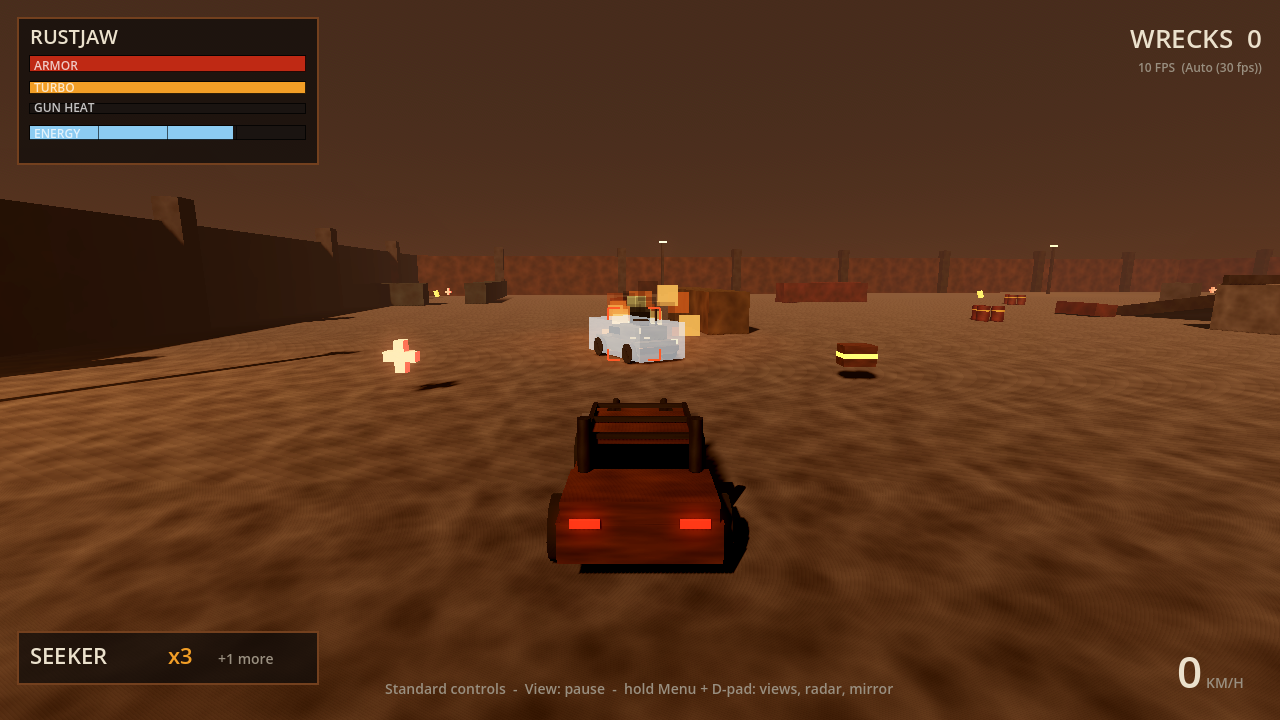 RUSTJAW
ARMOR
TURBO
GUN HEAT
ENERGY
WRECKS 0
10 FPS (Auto (30 fps))
SEEKER x3 +1 more
Standard controls - View: pause - hold Menu + D-pad: views, radar, mirror
0 KM/H